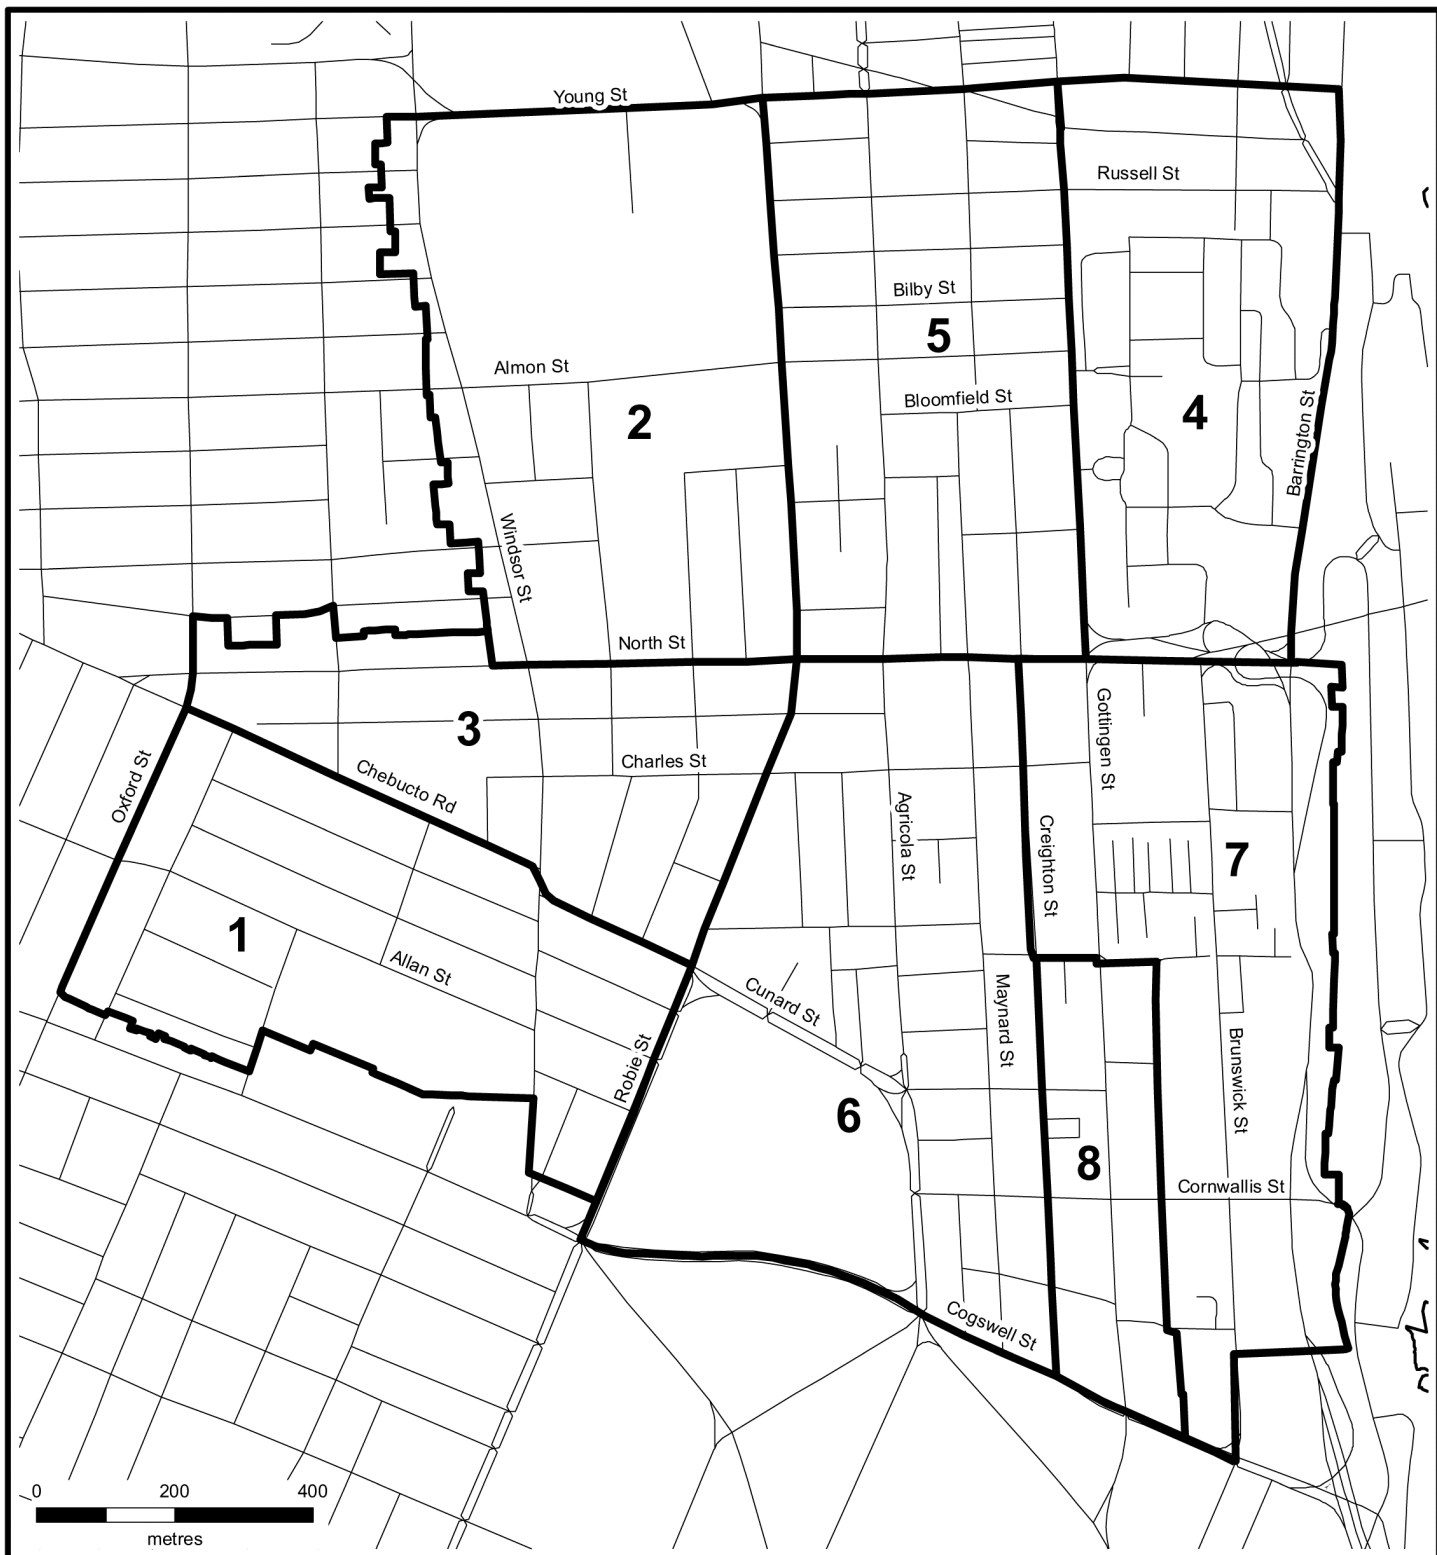 Young St
Russell St
Bilby St
5
Almon St
Bloomfield St
2
4
Barrington St
Windsor St
North St
3
Gottingen St
Oxford St
Charles St
Chebucto Rd
Agricola St
Creighton St
7
1
Allan St
Cunard St
Maynard St
Robie St
Brunswick St
6
8
Cornwallis St
Cogswell St
0 200 400
metres